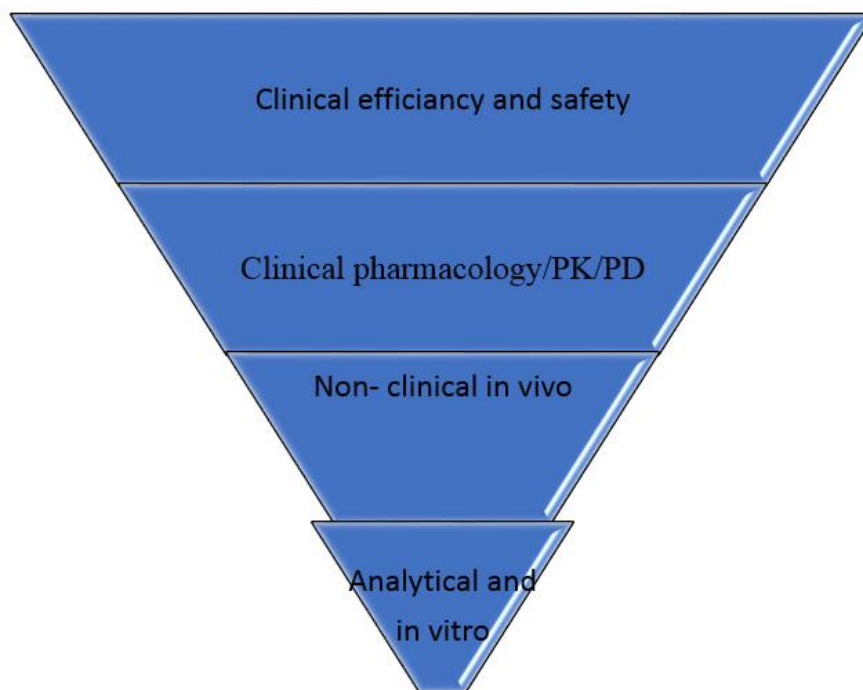 Clinical efficiancy and safety
Clinical pharmacology/PK/PD
Non- clinical in vivo
Analytical and
in vitro